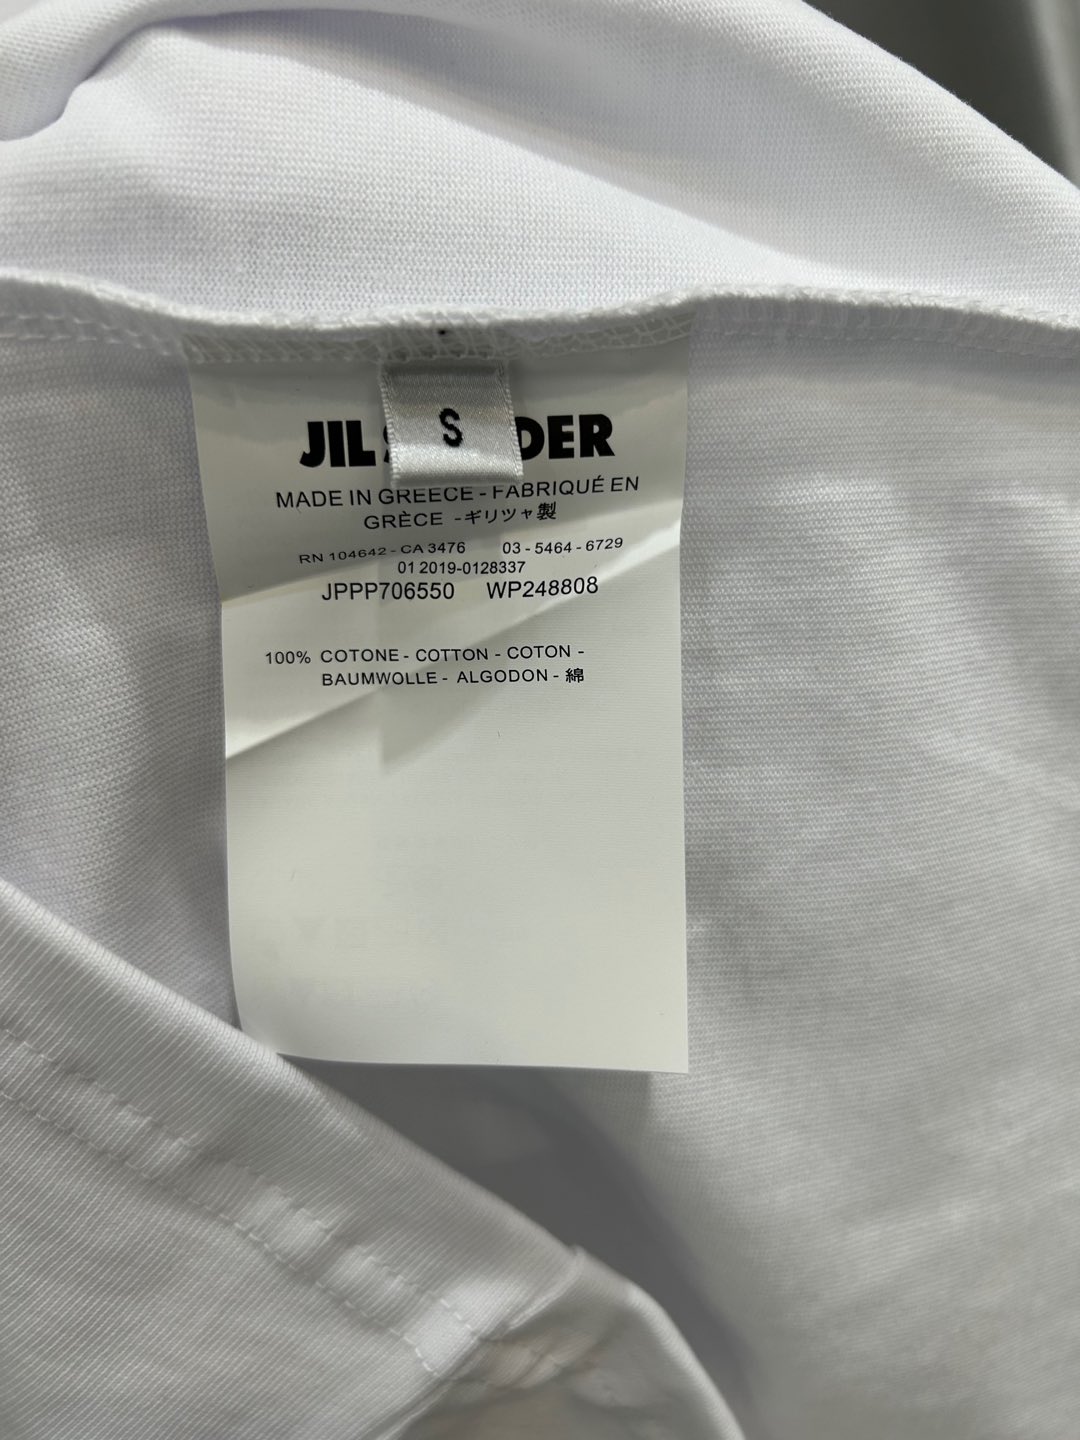 S
JIL S DER
MADE IN GREECE - FABRIQUÉ EN
GRÈCE - ギリツャ製
RN 104642 - CA 3476 03 - 5464 - 6729
01 2019-0128337
JPPP706550 WP248808
100% COTONE - COTTON - COTON -
BAUMWOLLE - ALGODON - 綿